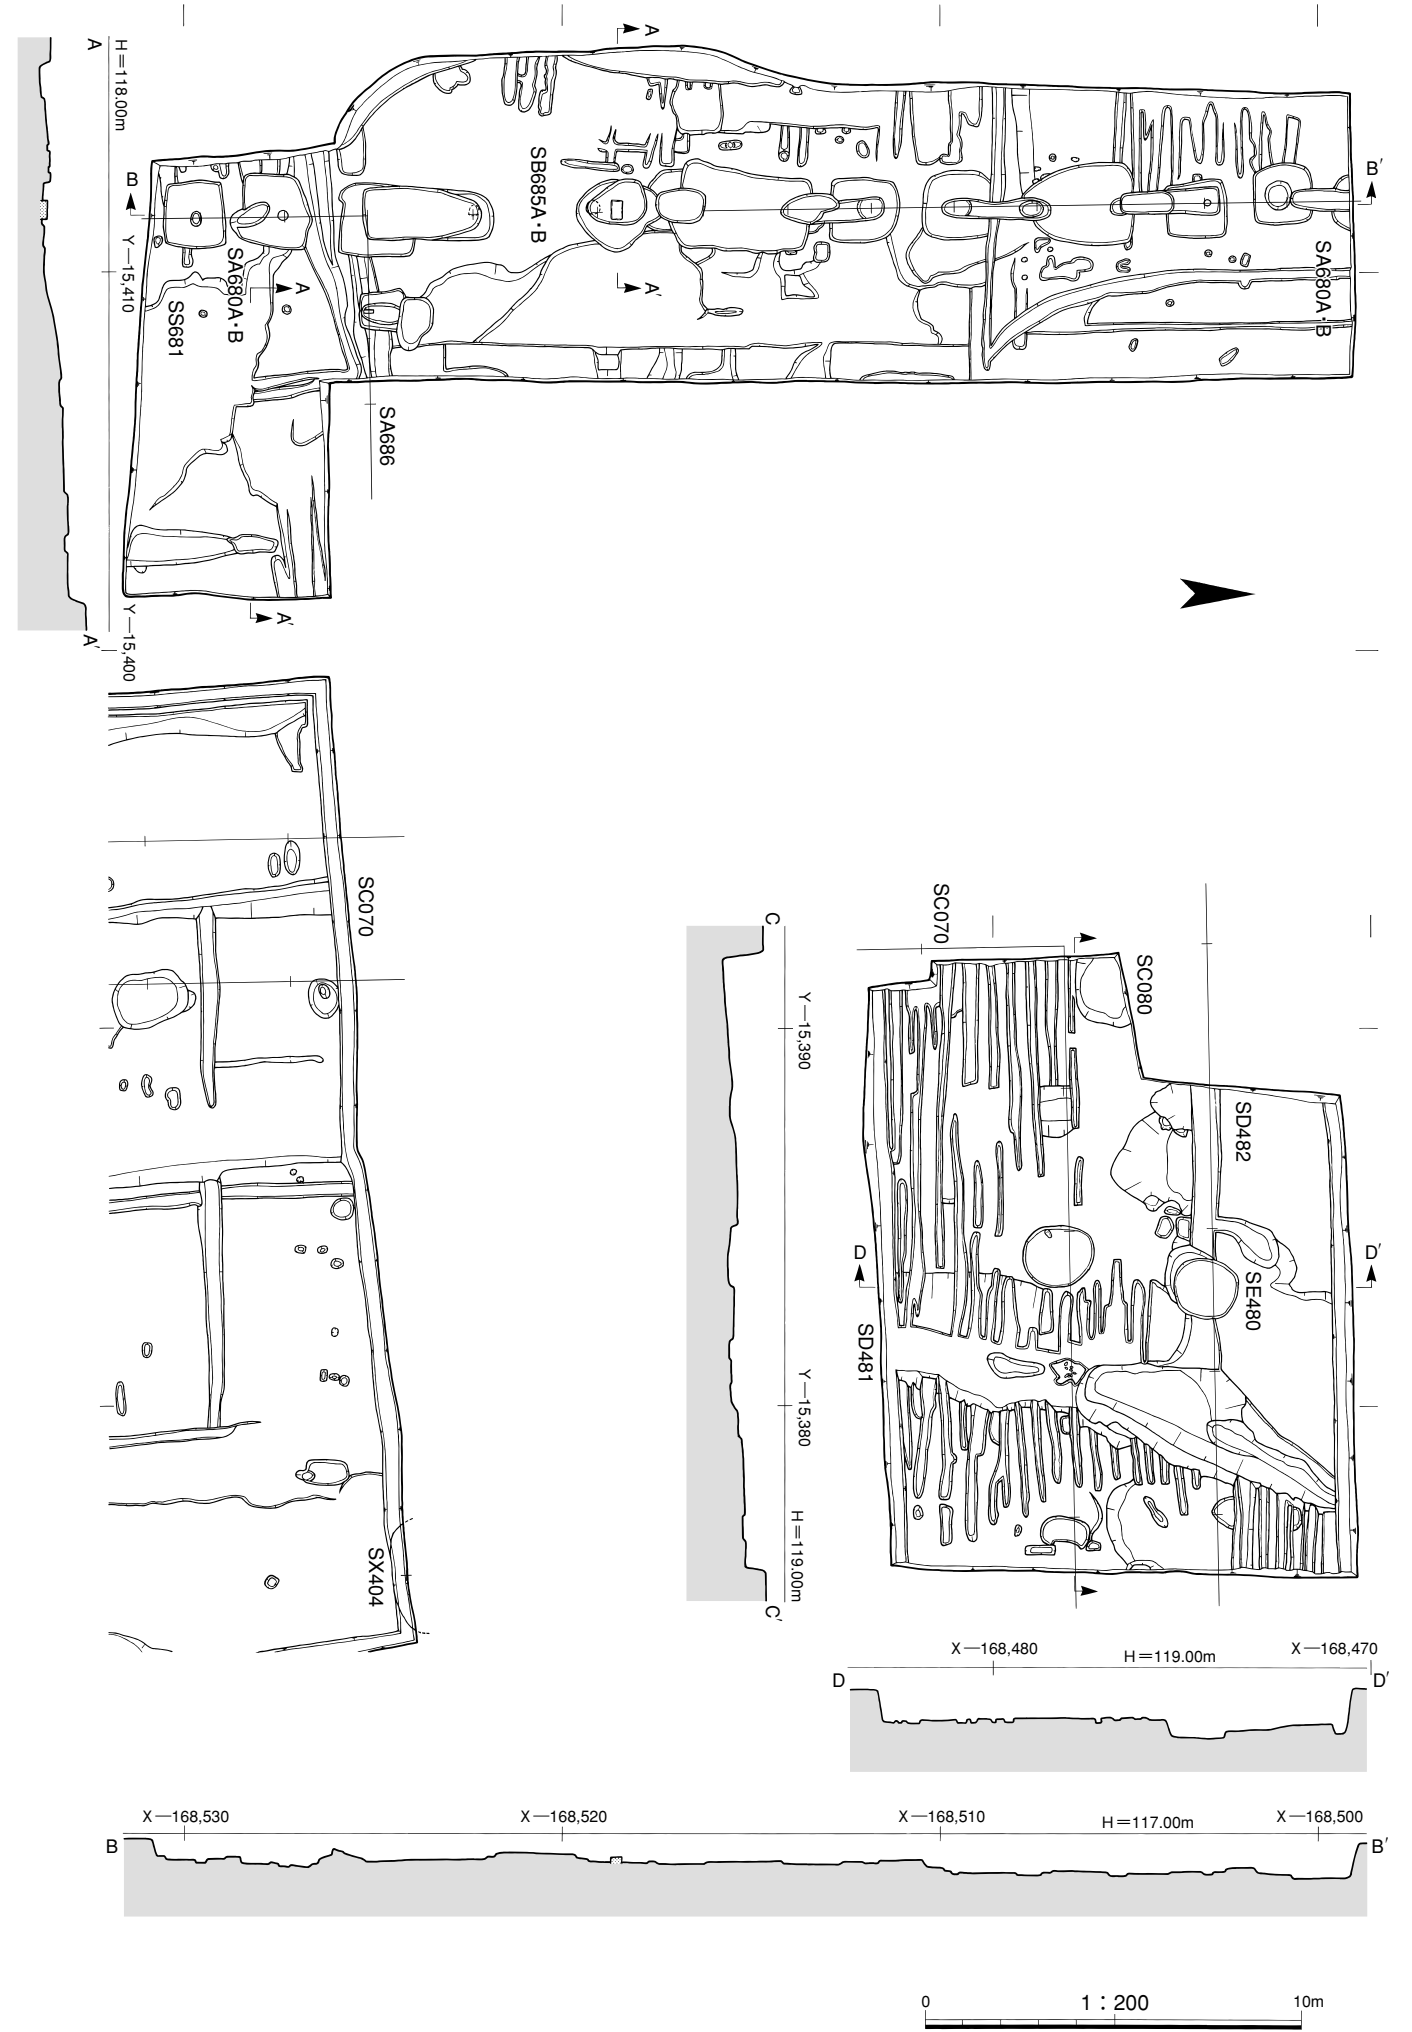 A
A
H＝118.00m
B
B′
SB685A・B
Y—15,410
SA680A・B
A
A′
SA680A・B
SS681
SA686
A′
A′
Y—15,400
SC070
C
SC070
SC080
Y—15,390
SD482
D
D′
SE480
SD481
Y—15,380
H＝119.00m
SX404
C′
X—168,480
H＝119.00m
X—168,470
D
D′
X—168,530
X—168,520
X—168,510
H＝117.00m
X—168,500
B
B′
0
1：200
10m